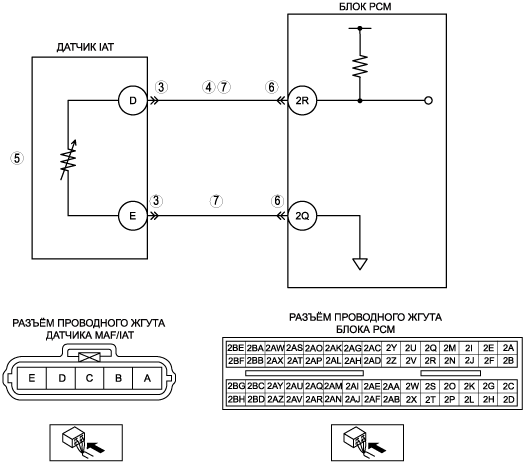 БЛОК PCM
ДАТЧИК IAT
3
4 7
6
D
2R
5
3
7
6
E
2Q
РАЗЪЁМ ПРОВОДНОГО ЖГУТА
ДАТЧИКА MAF/IAT
E D C B A
РАЗЪЁМ ПРОВОДНОГО ЖГУТА
БЛОКА PCM
2BE 2BA 2AW 2AS 2AO 2AK 2AG 2AC 2Y 2U 2Q 2M 2I 2E 2A
2BF 2BB 2AX 2AT 2AP 2AL 2AH 2AD 2Z 2V 2R 2N 2J 2F 2B
2BG 2BC 2AY 2AU 2AQ 2AM 2AI 2AE 2AA 2W 2S 2O 2K 2G 2C
2BH 2BD 2AZ 2AV 2AR 2AN 2AJ 2AF 2AB 2X 2T 2P 2L 2H 2D